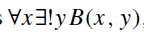 ∀x∃!yB(x, y),